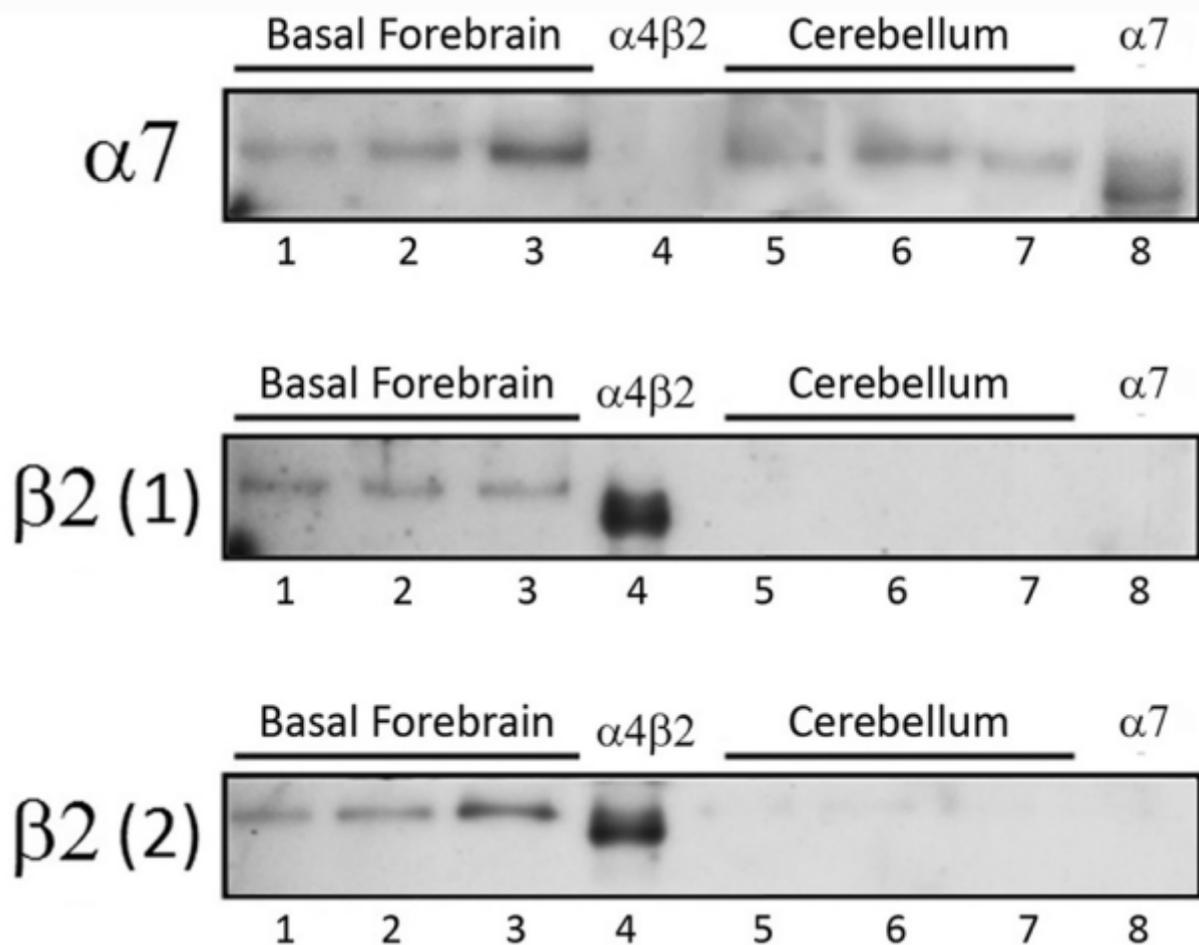 Basal Forebrain α4β2 Cerebellum α7
α7
1 2 3 4 5 6 7 8
Basal Forebrain α4β2 Cerebellum α7
β2 (1)
1 2 3 4 5 6 7 8
Basal Forebrain α4β2 Cerebellum α7
β2 (2)
1 2 3 4 5 6 7 8